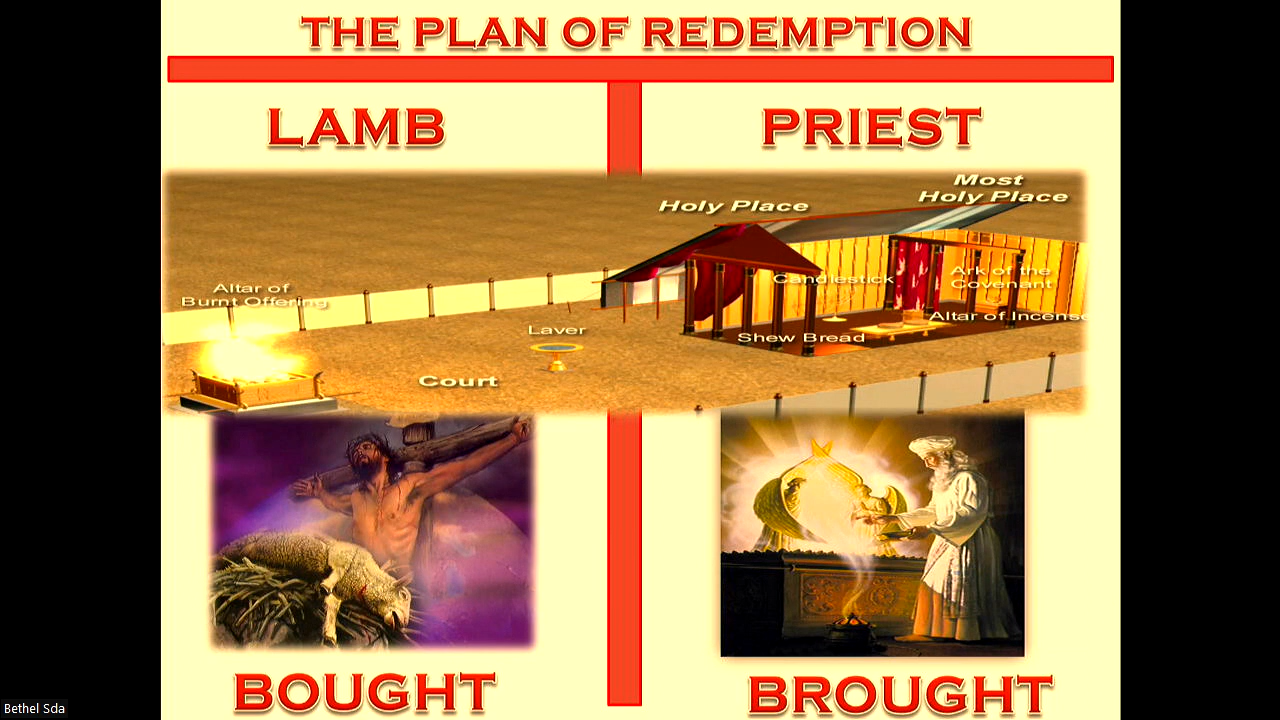 THE PLAN OF REDEMPTION
LAMB
PRIEST
Most
Holy Place
Holy Place
Candlestick
Ark of the
Covenant
Altar of
Burnt Offering
Altar of Incense
Laver
Shew Bread
Court
BOUGHT
BROUGHT
Bethel Sda